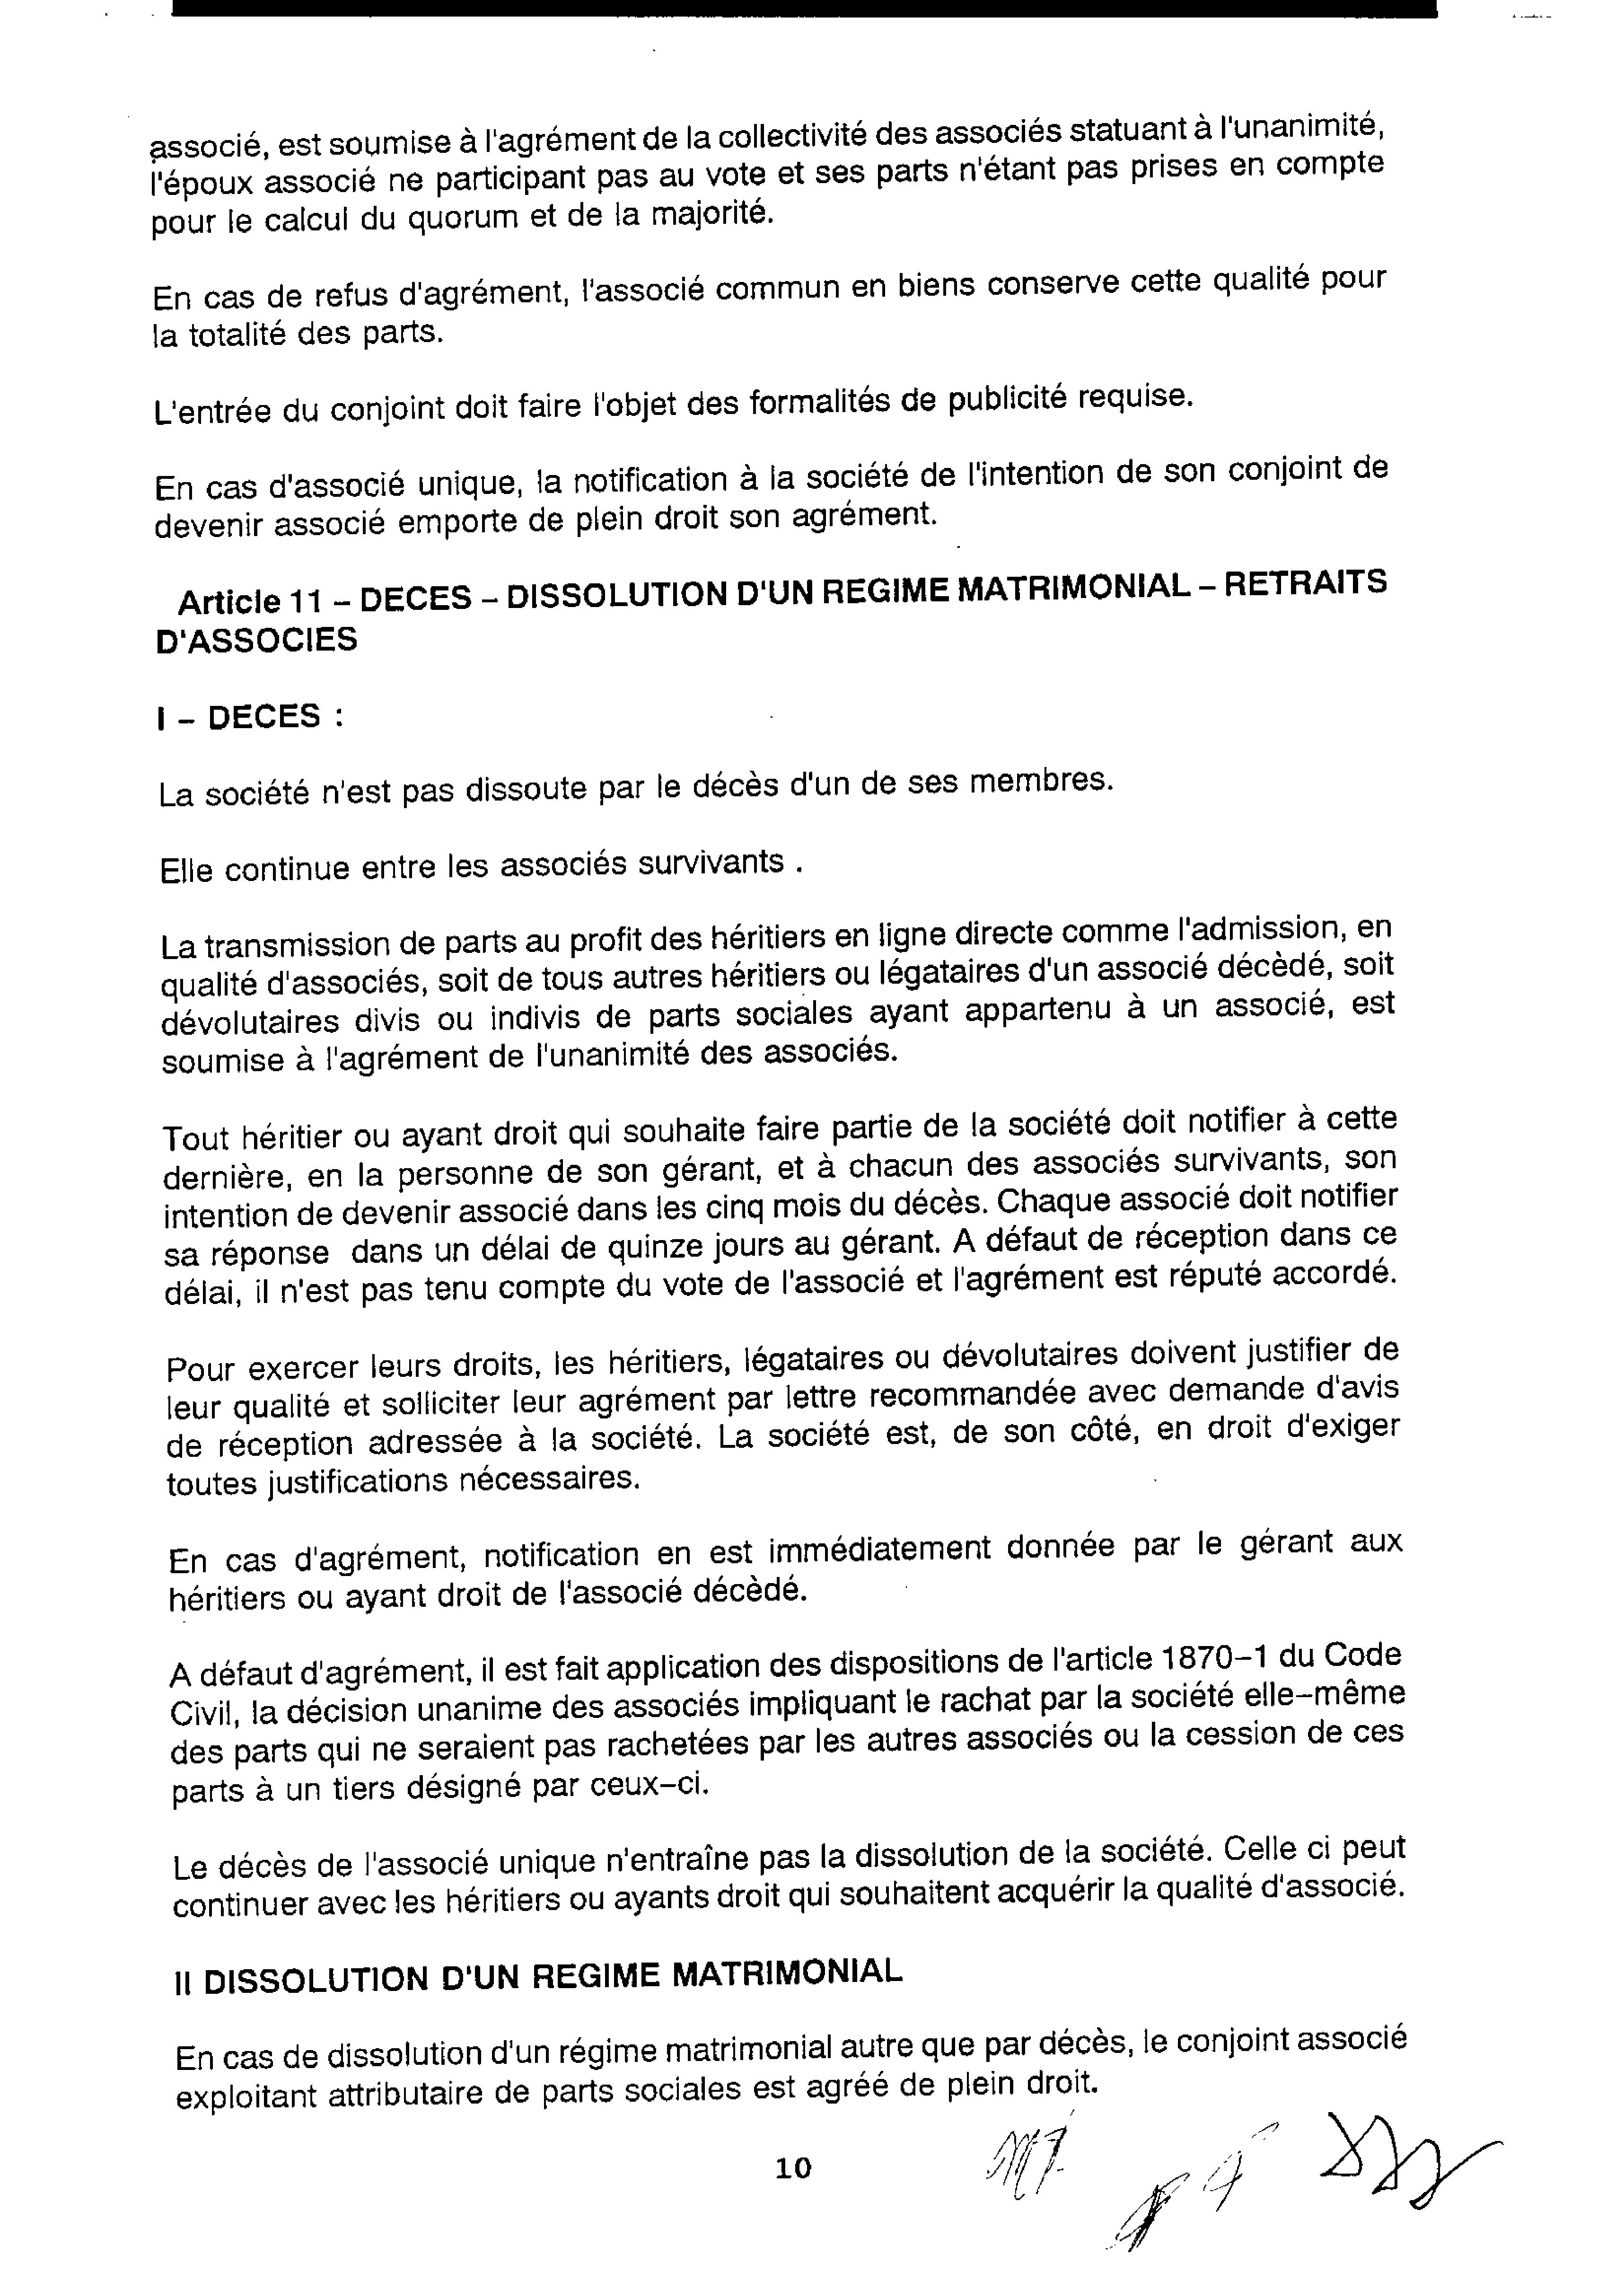 associé, est soumise à l'agrément de la collectivité des associés statuant à l'unanimité,
l'époux associé ne participant pas au vote et ses parts n'étant pas prises en compte
pour le calcul du quorum et de la majorité.
En cas de refus d'agrément, l'associé commun en biens conserve cette qualité pour
la totalité des parts.
L'entrée du conjoint doit faire l'objet des formalités de publicité requise.
En cas d'associé unique, la notification à la société de l'intention de son conjoint de
devenir associé emporte de plein droit son agrément.
Article 11 – DECES – DISSOLUTION D'UN REGIME MATRIMONIAL – RETRAITS
D'ASSOCIES
I – DECES :
La société n'est pas dissoute par le décès d'un de ses membres.
Elle continue entre les associés survivants .
La transmission de parts au profit des héritiers en ligne directe comme l'admission, en
qualité d'associés, soit de tous autres héritiers ou légataires d'un associé décèdé, soit
dévolutaires divis ou indivis de parts sociales ayant appartenu à un associé, est
soumise à l'agrément de l'unanimité des associés.
Tout héritier ou ayant droit qui souhaite faire partie de la société doit notifier à cette
dernière, en la personne de son gérant, et à chacun des associés survivants, son
intention de devenir associé dans les cinq mois du décès. Chaque associé doit notifier
sa réponse dans un délai de quinze jours au gérant. A défaut de réception dans ce
délai, il n'est pas tenu compte du vote de l'associé et l'agrément est réputé accordé.
Pour exercer leurs droits, les héritiers, légataires ou dévolutaires doivent justifier de
leur qualité et solliciter leur agrément par lettre recommandée avec demande d'avis
de réception adressée à la société. La société est, de son côté, en droit d'exiger
toutes justifications nécessaires.
En cas d'agrément, notification en est immédiatement donnée par le gérant aux
héritiers ou ayant droit de l'associé décèdé.
A défaut d'agrément, il est fait application des dispositions de l'article 1870–1 du Code
Civil, la décision unanime des associés impliquant le rachat par la société elle–même
des parts qui ne seraient pas rachetées par les autres associés ou la cession de ces
parts à un tiers désigné par ceux–ci.
Le décès de l'associé unique n'entraîne pas la dissolution de la société. Celle ci peut
continuer avec les héritiers ou ayants droit qui souhaitent acquérir la qualité d'associé.
II DISSOLUTION D'UN REGIME MATRIMONIAL
En cas de dissolution d'un régime matrimonial autre que par décès, le conjoint associé
exploitant attributaire de parts sociales est agréé de plein droit.
10